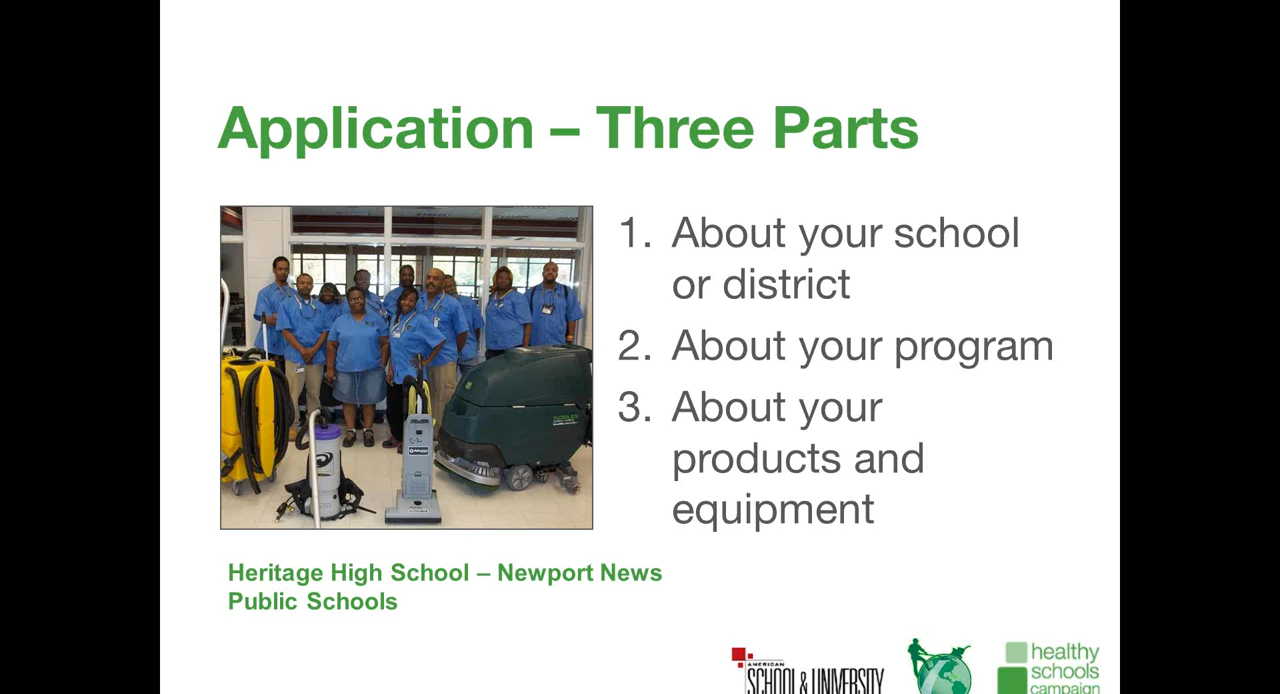 Application – Three Parts
1. About your school
or district
2. About your program
3. About your
products and
equipment
Heritage High School – Newport News
Public Schools
AMERICAN
SCHOOL & UNIVERSITY
healthy
schools
campaign